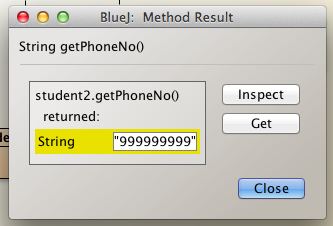 BlueJ: Method Result
String getPhoneNo()
student2.getPhoneNo()
returned:
String "999999999"
Inspect
Get
Close